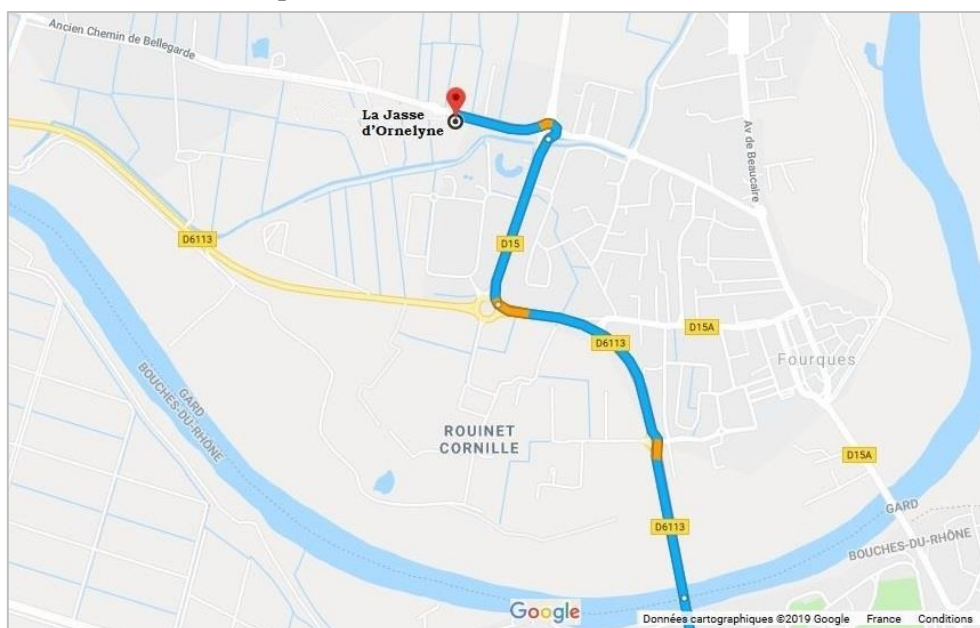 Ancien Chemin de Bellegarde
La Jasse
d'Ornelyne
Av de Beaucaire
D6113
D15
D6113
D15A
Fourques
GARD
BOUCHES-DU-RHÔNE
ROUINET
CORNILLE
D15A
GARD
BOUCHES-DU-RHÔNE
D6113
Google
Données cartographiques ©2019 Google France Conditions